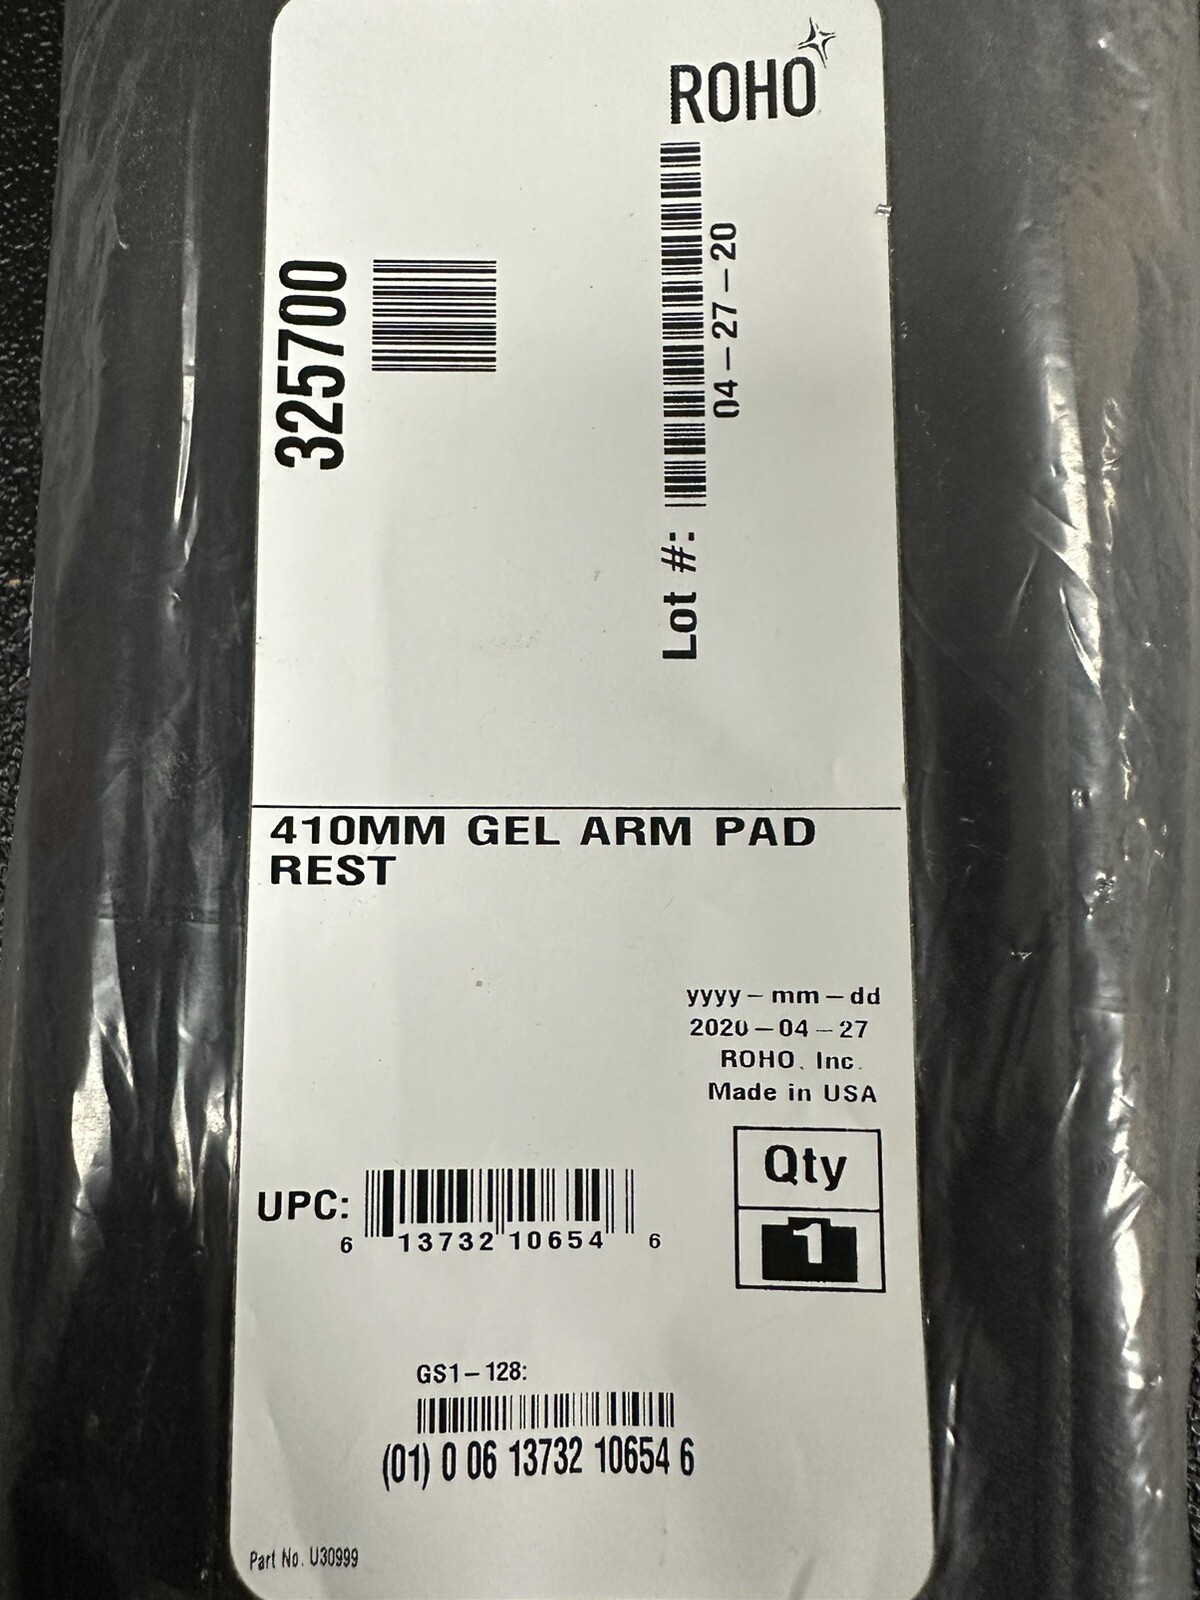 ROHO
325700
Lot #:
04-27-20
410MM GEL ARM PAD
REST
yyyy-mm-dd
2020-04-27
ROHO, Inc.
Made in USA
Qty
1
UPC:
6 13732 10654 6
GS1-128:
(01) 0 06 13732 10654 6
Part No. U30999